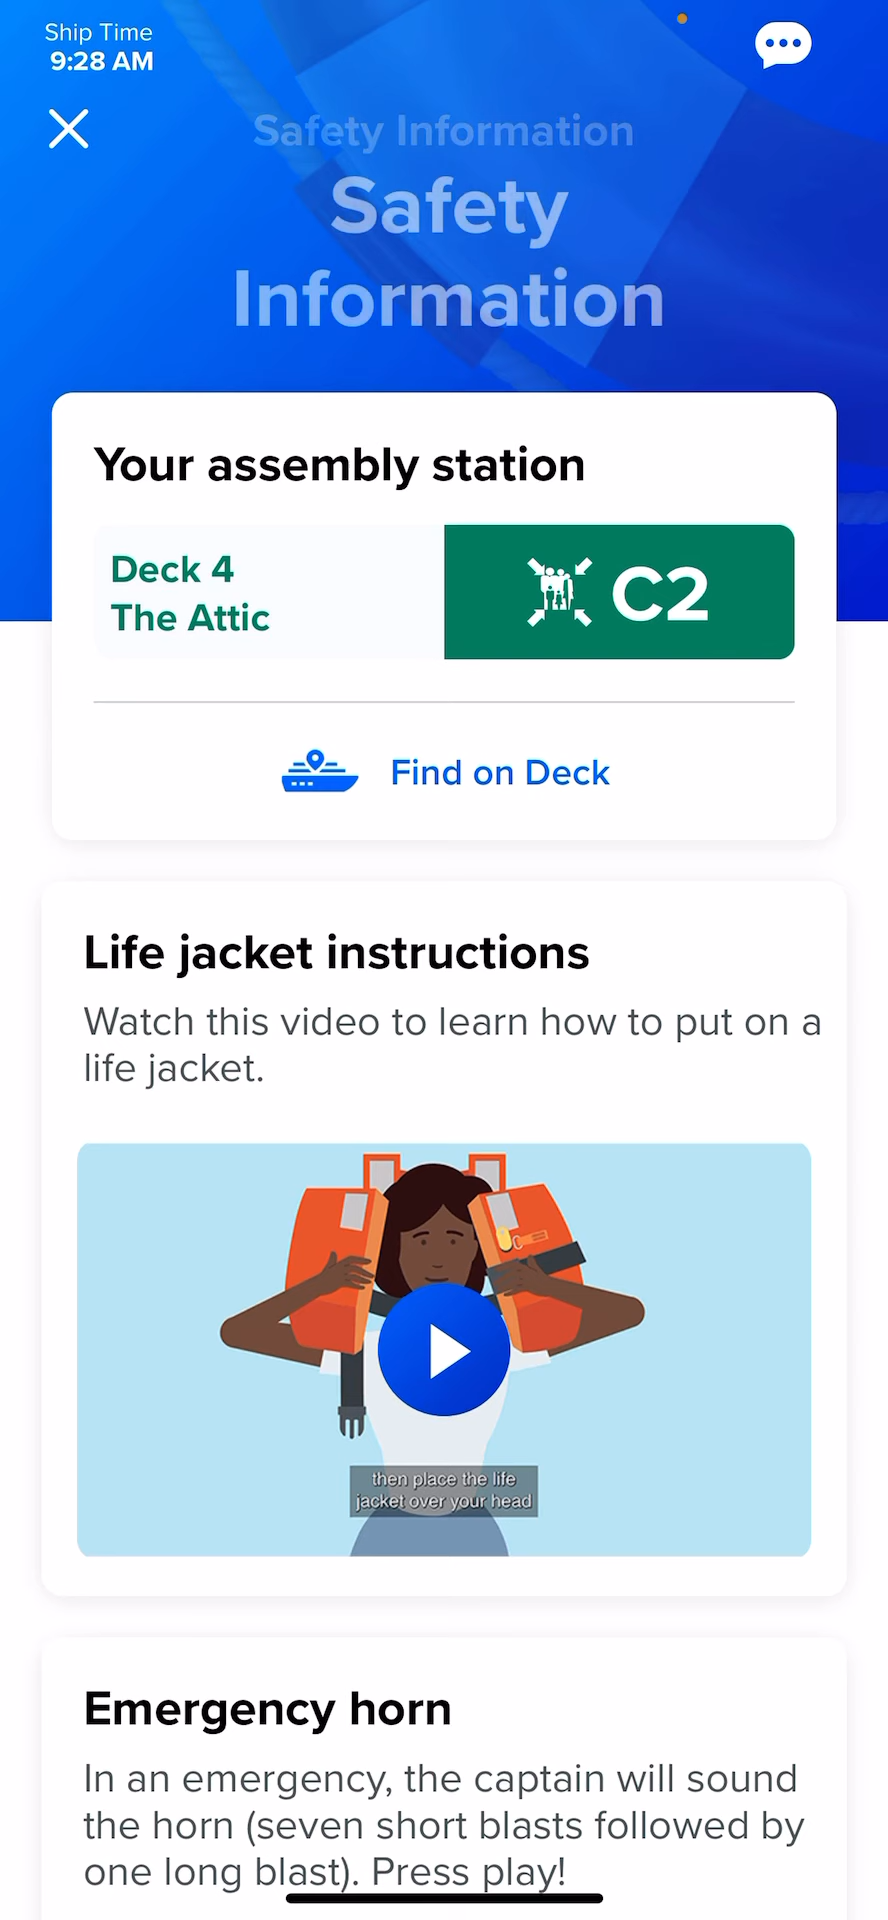 Ship Time
9:28 AM
Safety Information
Safety
Information
Your assembly station
Deck 4
The Attic
C2
Find on Deck
Life jacket instructions
Watch this video to learn how to put on a
life jacket.
then place the life
jacket over your head
Emergency horn
In an emergency, the captain will sound
the horn (seven short blasts followed by
one long blast). Press play!